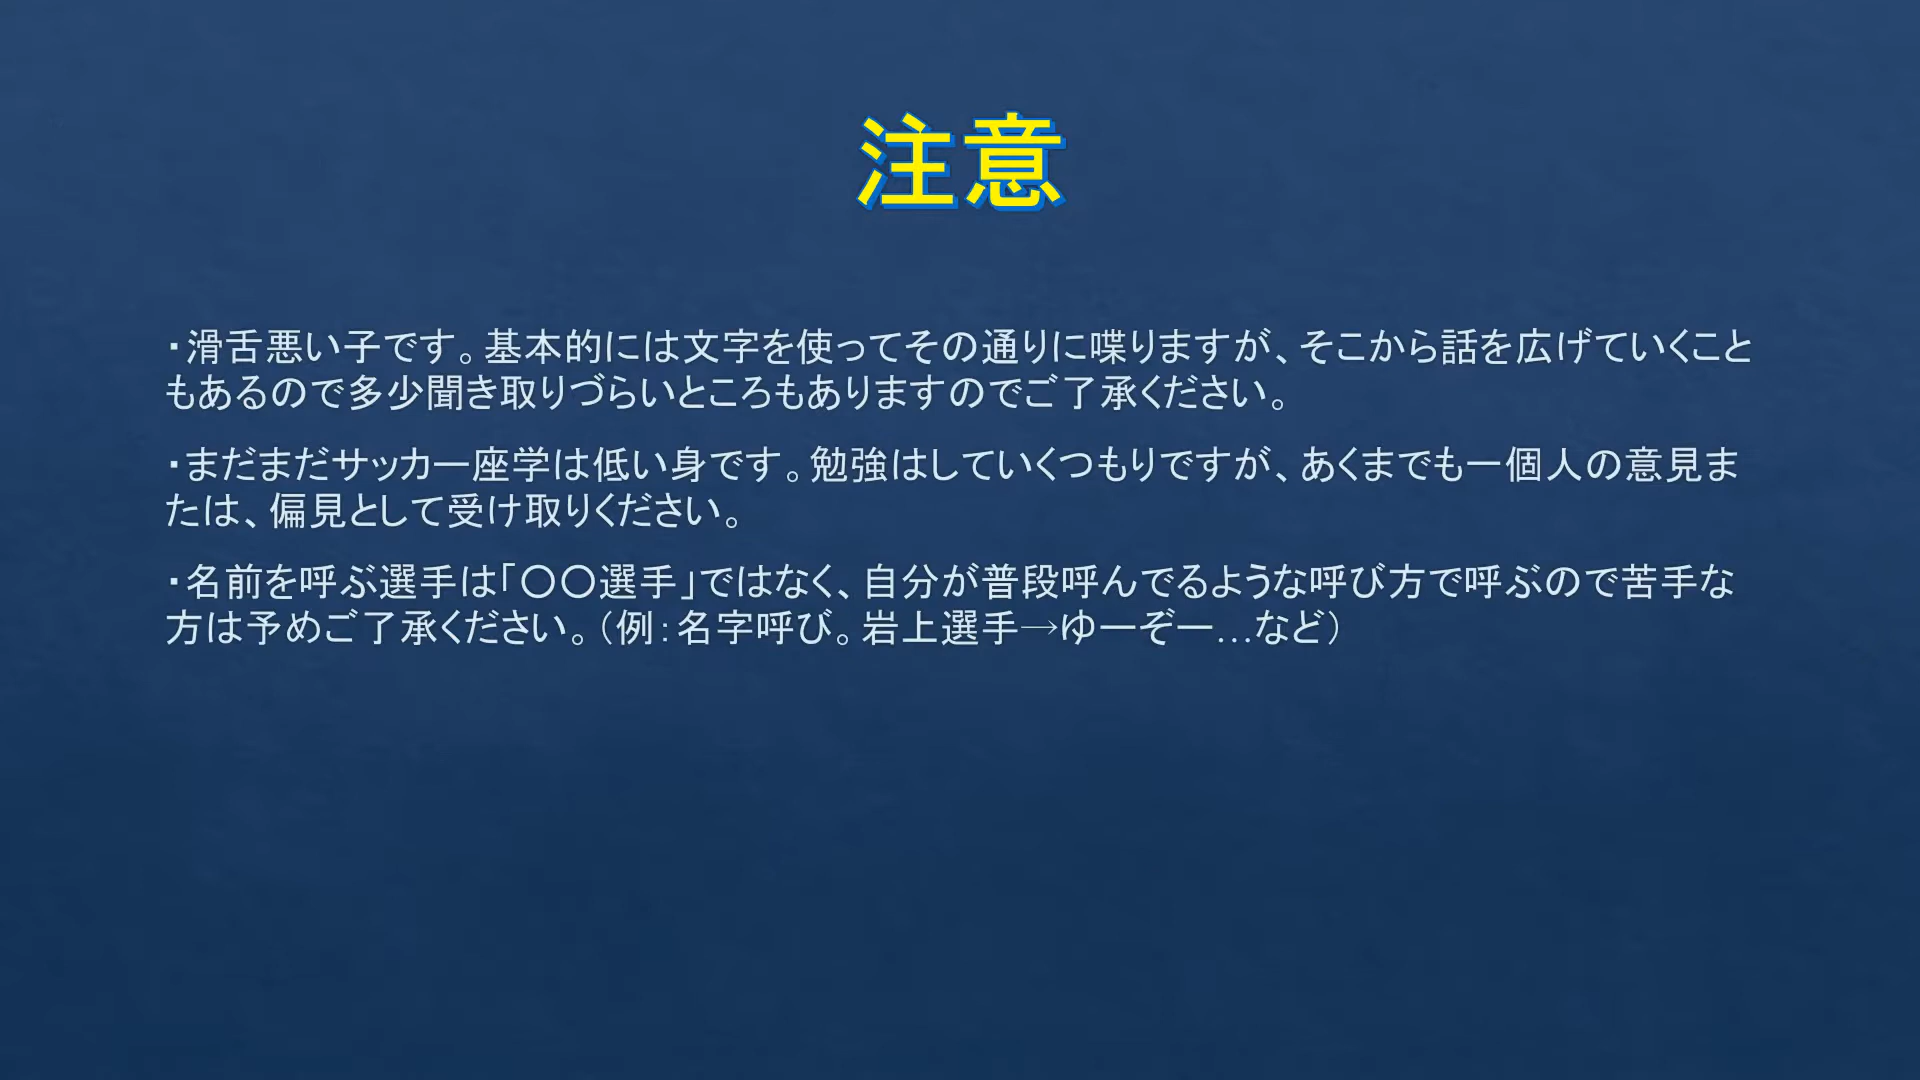 注意
・滑舌悪い子です。基本的には文字を使ってその通りに喋りますが、そこから話を広げていくこと
もあるので多少聞き取りづらいところもありますのでご了承ください。
・まだまだサッカー座学は低い身です。勉強はしていくつもりですが、あくまでも一個人の意見ま
たは、偏見として受け取りください。
・名前を呼ぶ選手は「〇〇選手」ではなく、自分が普段呼んでるような呼び方で呼ぶので苦手な
方は予めご了承ください。（例：名字呼び。岩上選手→ゆーぞー…など）